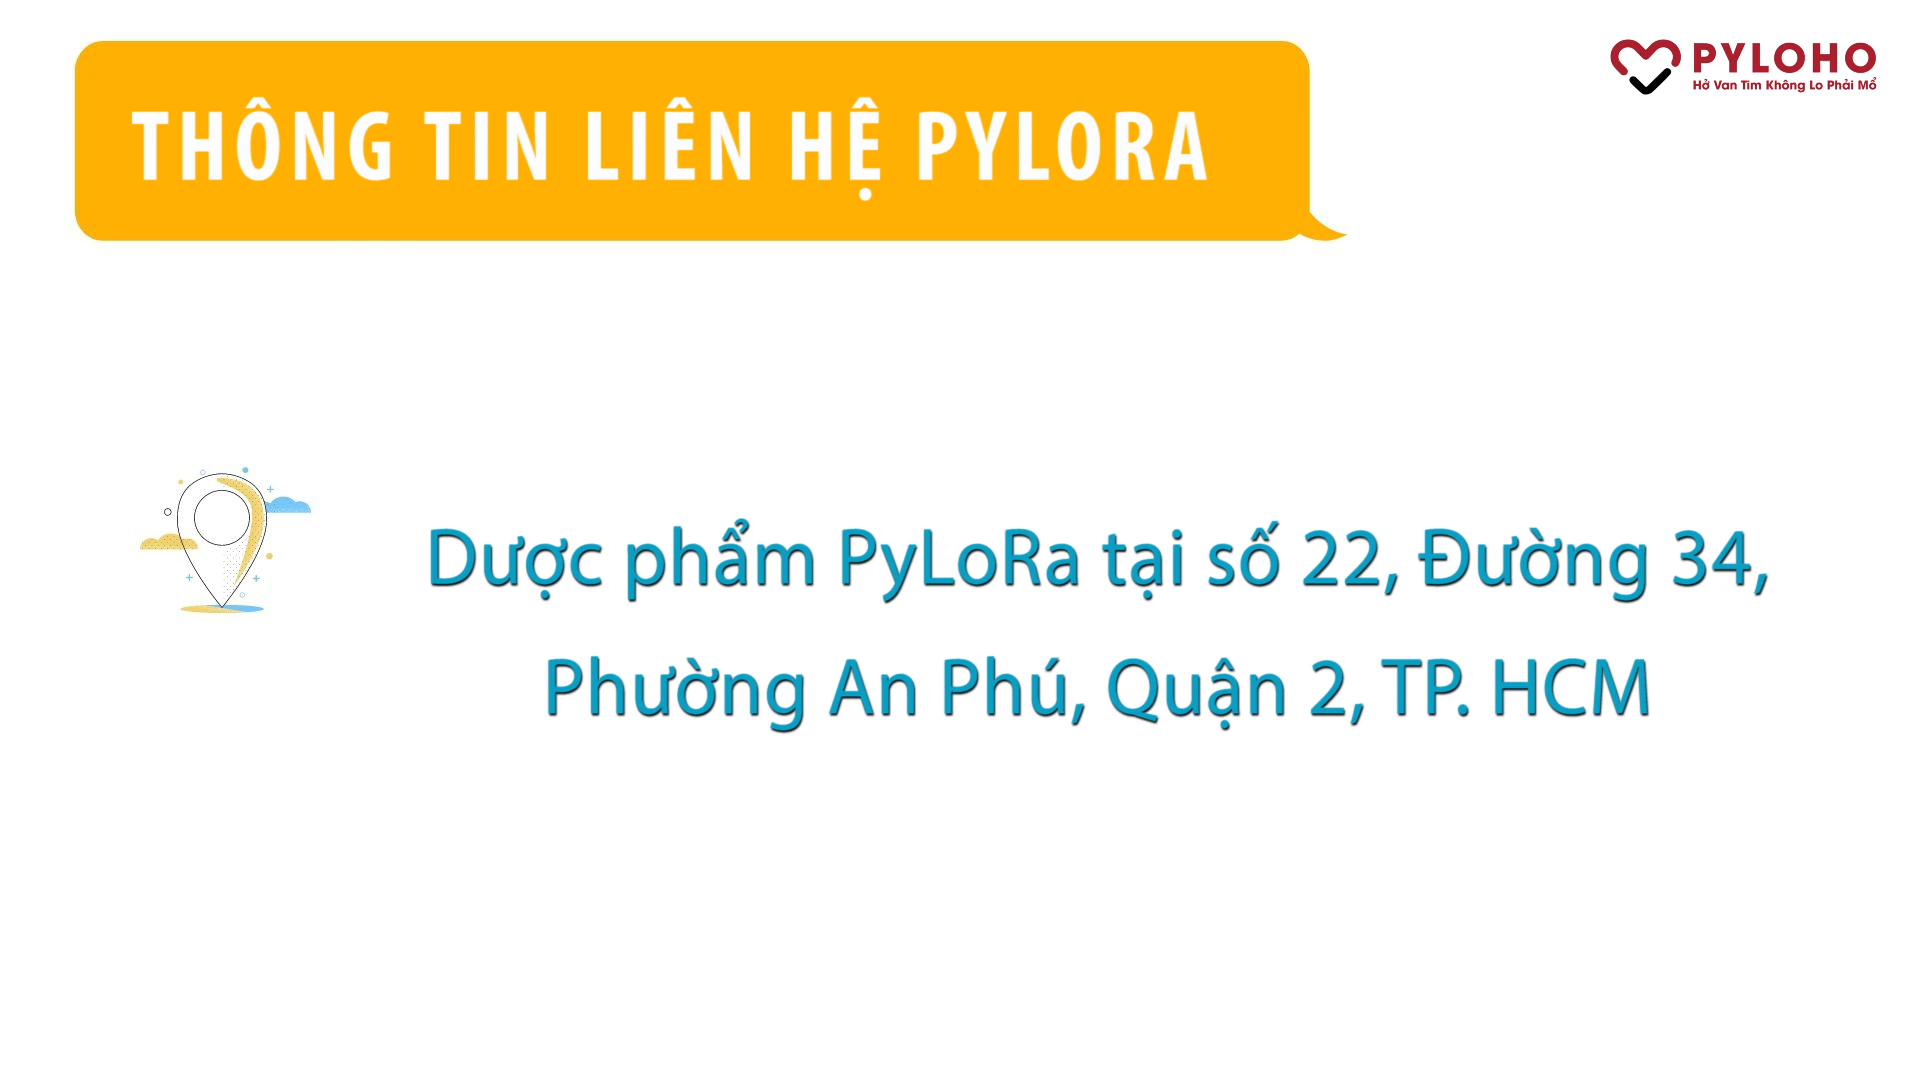 PYLOHO
Hở Van Tim Không Lo Phải Mổ
THÔNG TIN LIÊN HỆ PYLORA
Dược phẩm PyLoRa tại số 22, Đường 34,
Phường An Phú, Quận 2, TP. HCM